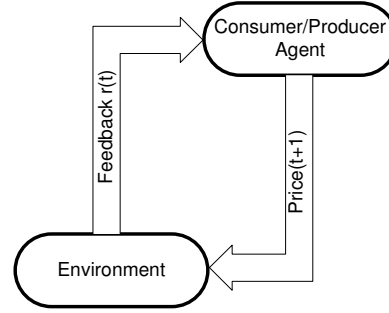 Consumer/Producer
Agent
Feedback r(t)
Price(t+1)
Environment